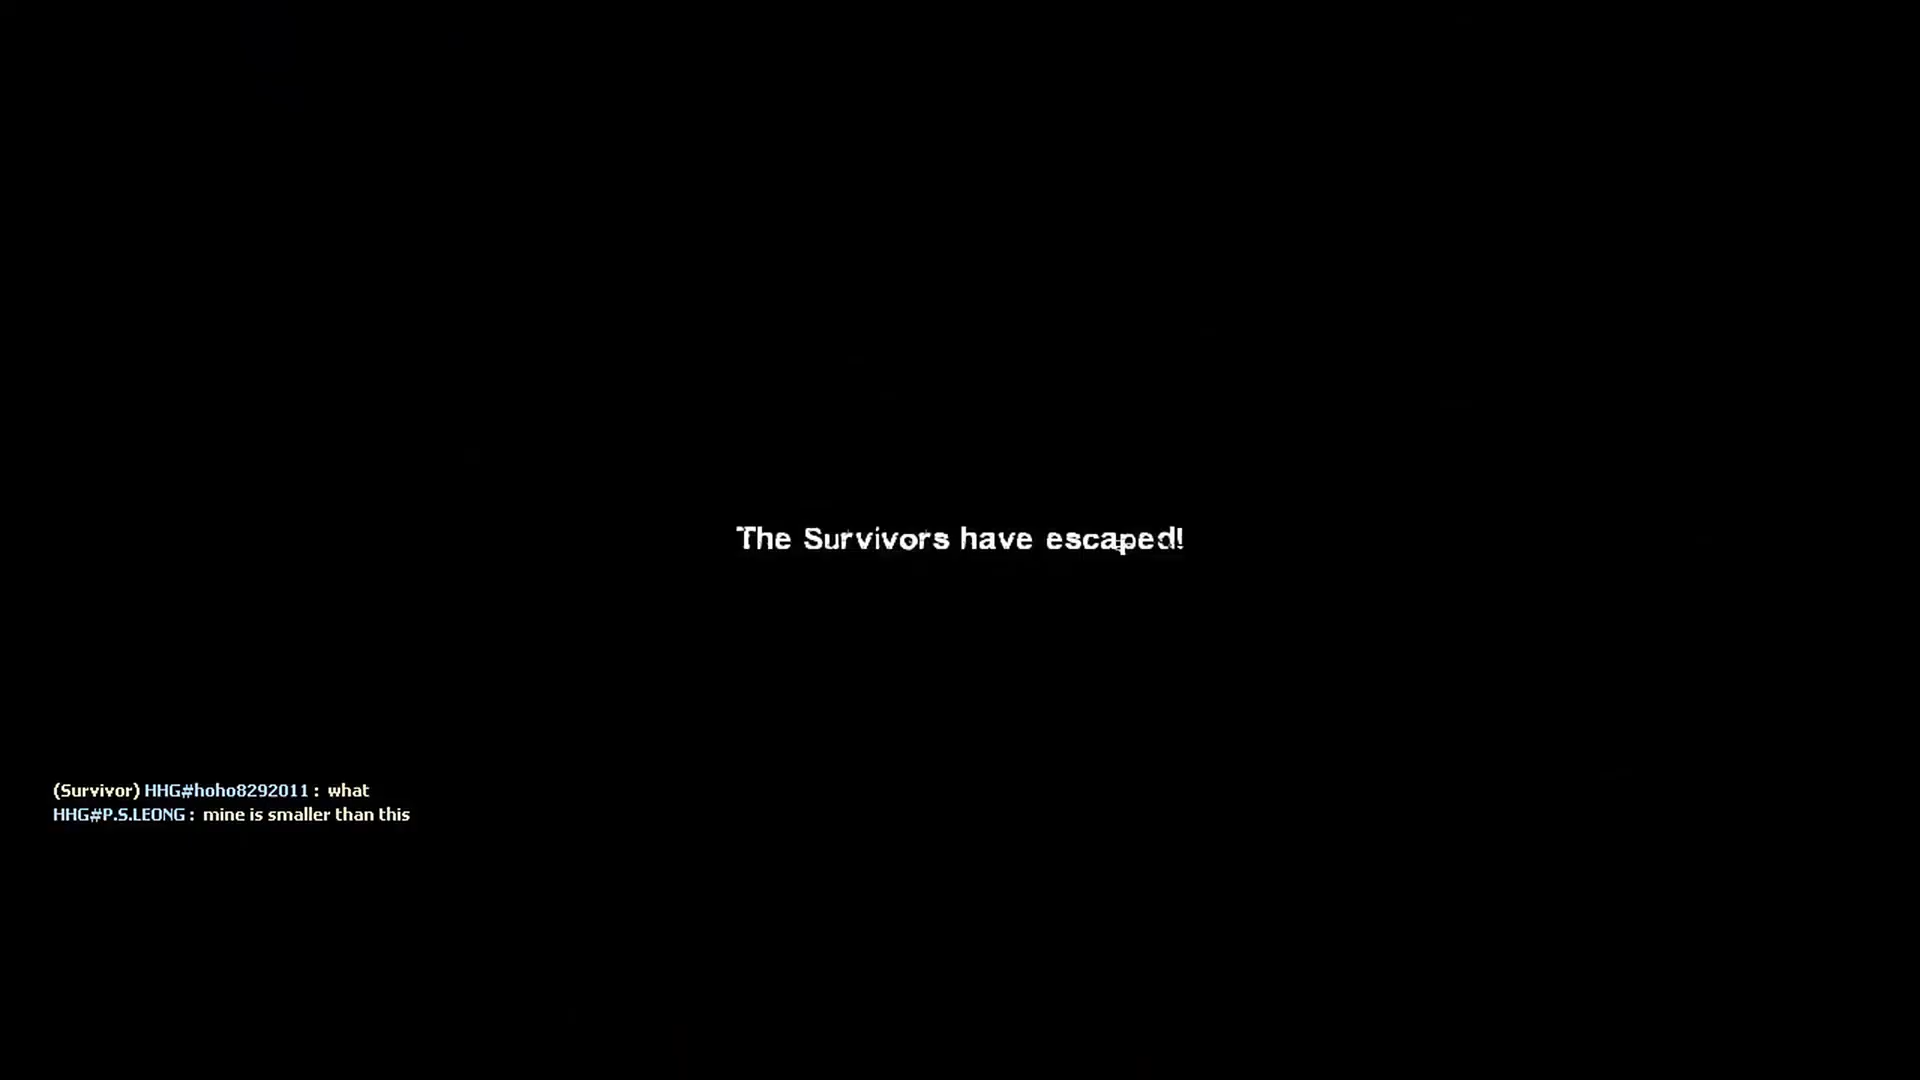 The Survivors have escaped!
(Survivor) HHG#hoho8292011 : what
HHG#P.S.LEONG : mine is smaller than this